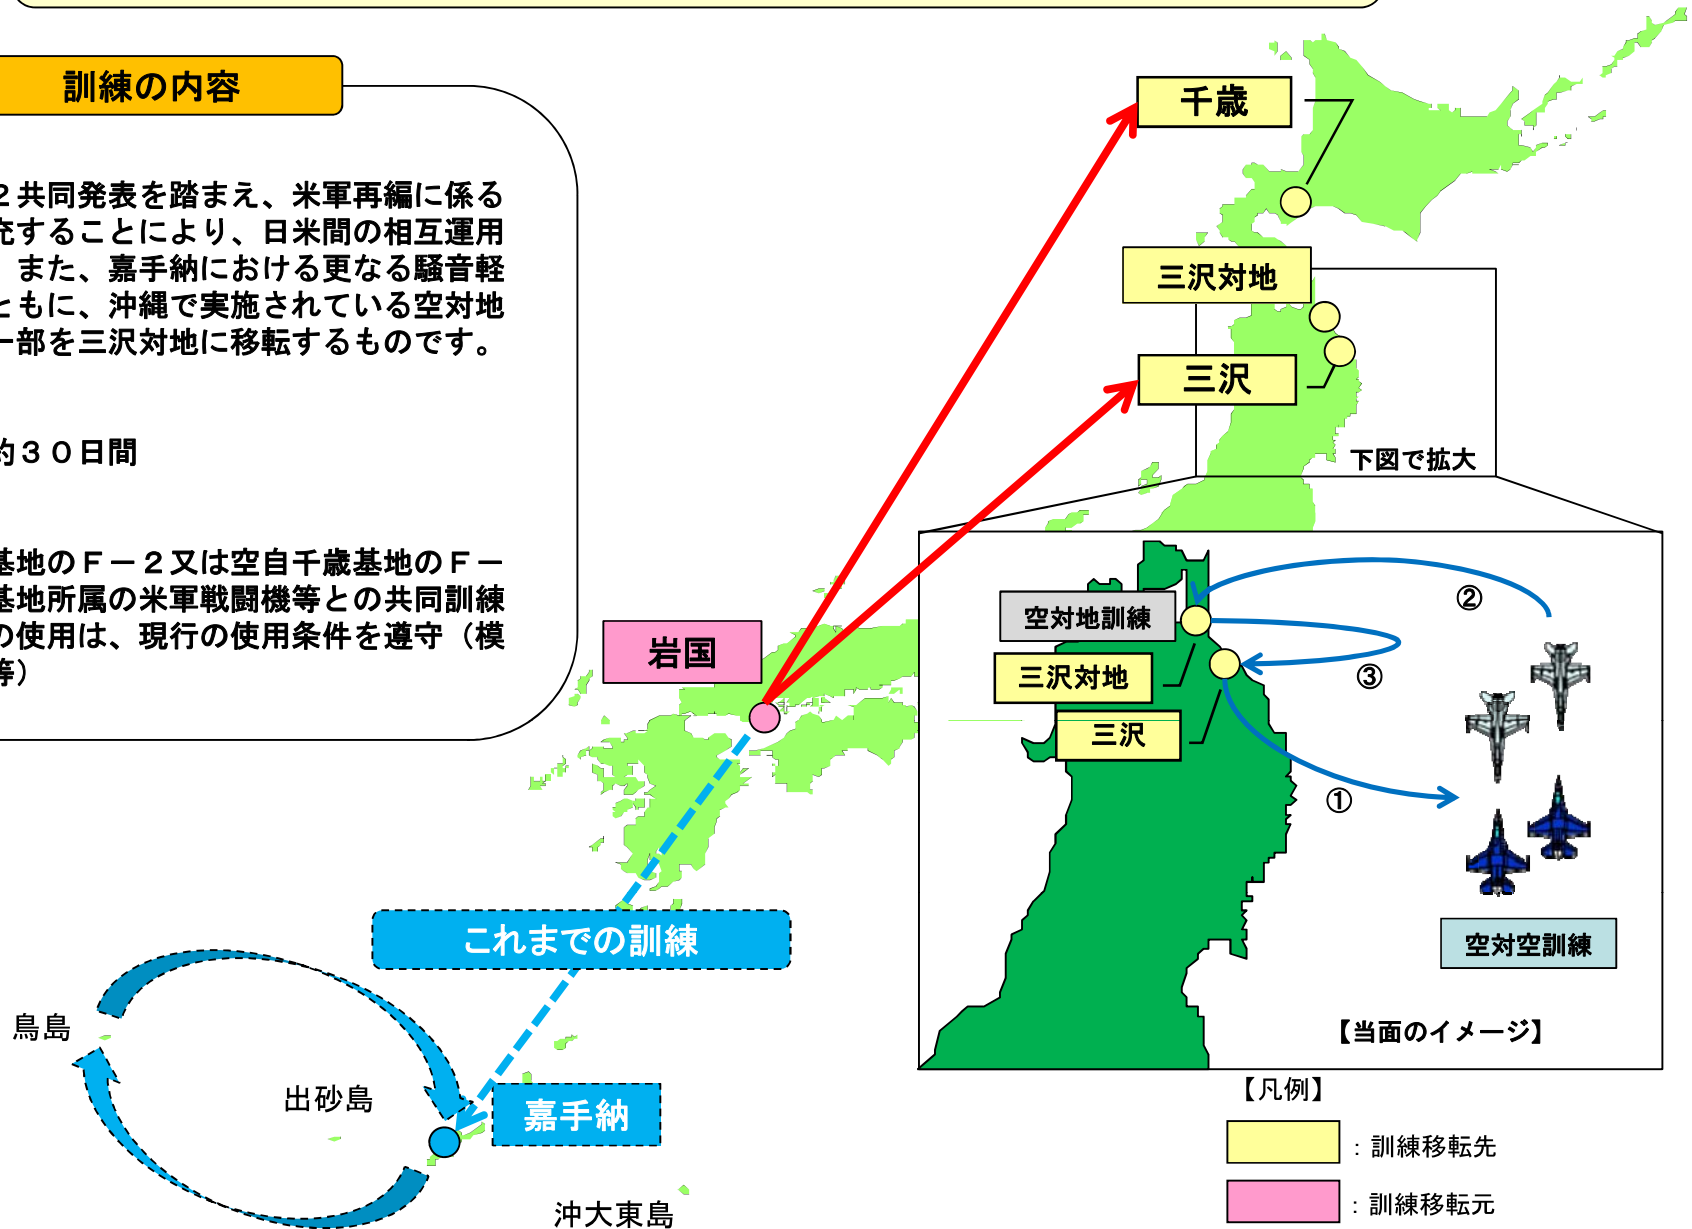 訓練の内容
２共同発表を踏まえ、米軍再編に係る
充することにより、日米間の相互運用
、また、嘉手納における更なる騒音軽
ともに、沖縄で実施されている空対地
一部を三沢対地に移転するものです。
約３０日間
基地のＦ－２又は空自千歳基地のＦ－
基地所属の米軍戦闘機等との共同訓練
の使用は、現行の使用条件を遵守（模
等）
千歳
三沢対地
三沢
下図で拡大
岩国
空対地訓練
三沢対地
三沢
②
③
①
空対空訓練
【当面のイメージ】
これまでの訓練
鳥島
出砂島
嘉手納
沖大東島
【凡例】
：訓練移転先
：訓練移転元